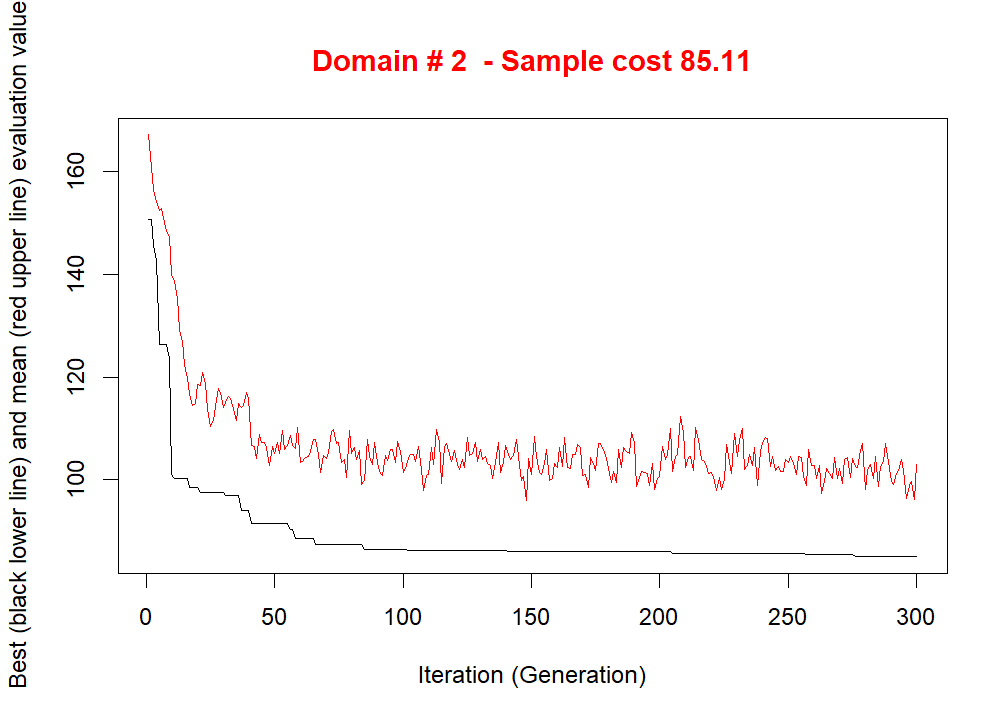 Domain # 2  - Sample cost 85.11
Best (black lower line) and mean (red upper line) evaluation value
160
140
120
100
0 50 100 150 200 250 300
Iteration (Generation)